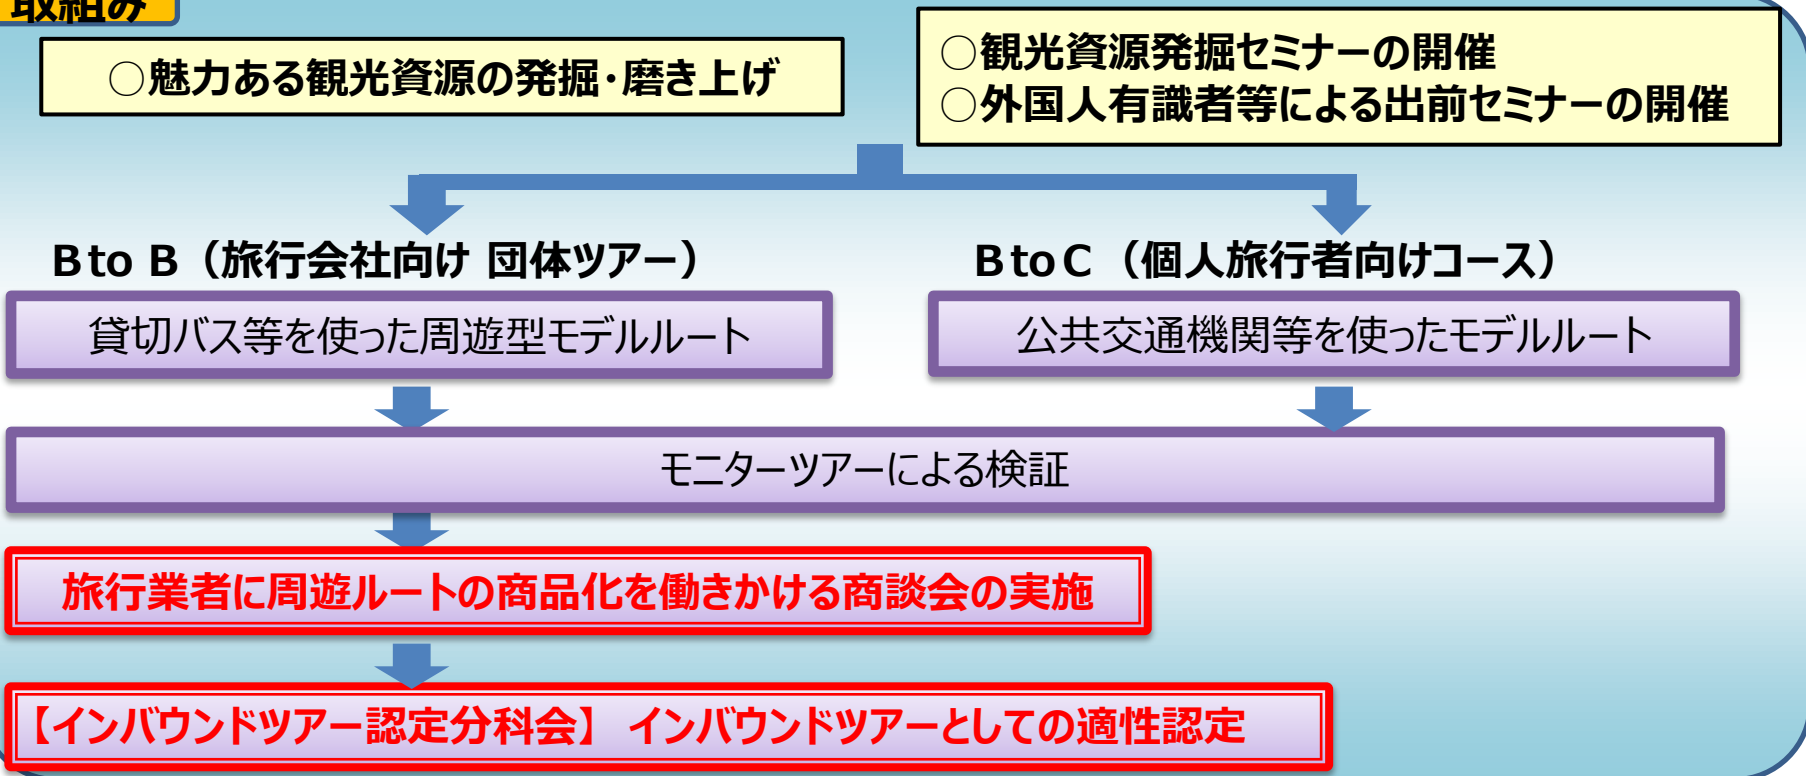 取組み
○魅力ある観光資源の発掘・磨き上げ
○観光資源発掘セミナーの開催
○外国人有識者等による出前セミナーの開催
B to B（旅行会社向け 団体ツアー）
B to C （個人旅行者向けコース）
貸切バス等を使った周遊型モデルルート
公共交通機関等を使ったモデルルート
モニターツアーによる検証
旅行業者に周遊ルートの商品化を働きかける商談会の実施
【インバウンドツアー認定分科会】 インバウンドツアーとしての適性認定